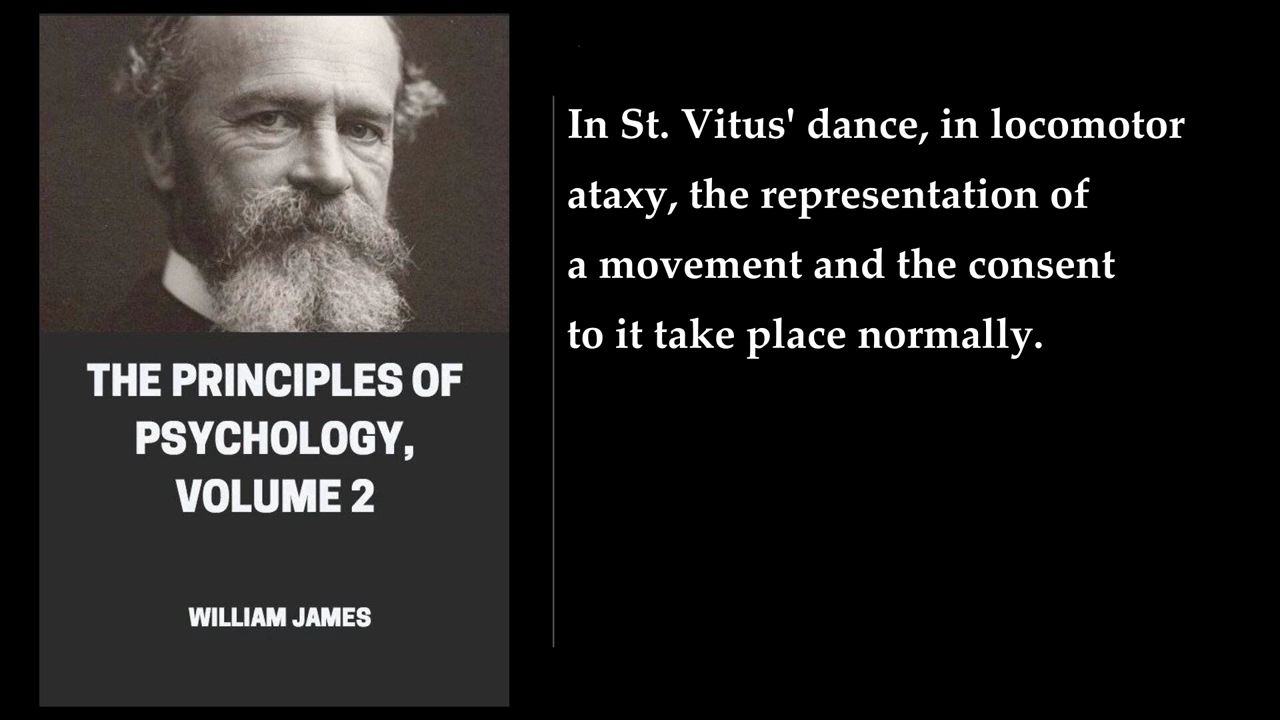 THE PRINCIPLES OF
PSYCHOLOGY,
VOLUME 2
WILLIAM JAMES
In St. Vitus' dance, in locomotor
ataxy, the representation of
a movement and the consent
to it take place normally.